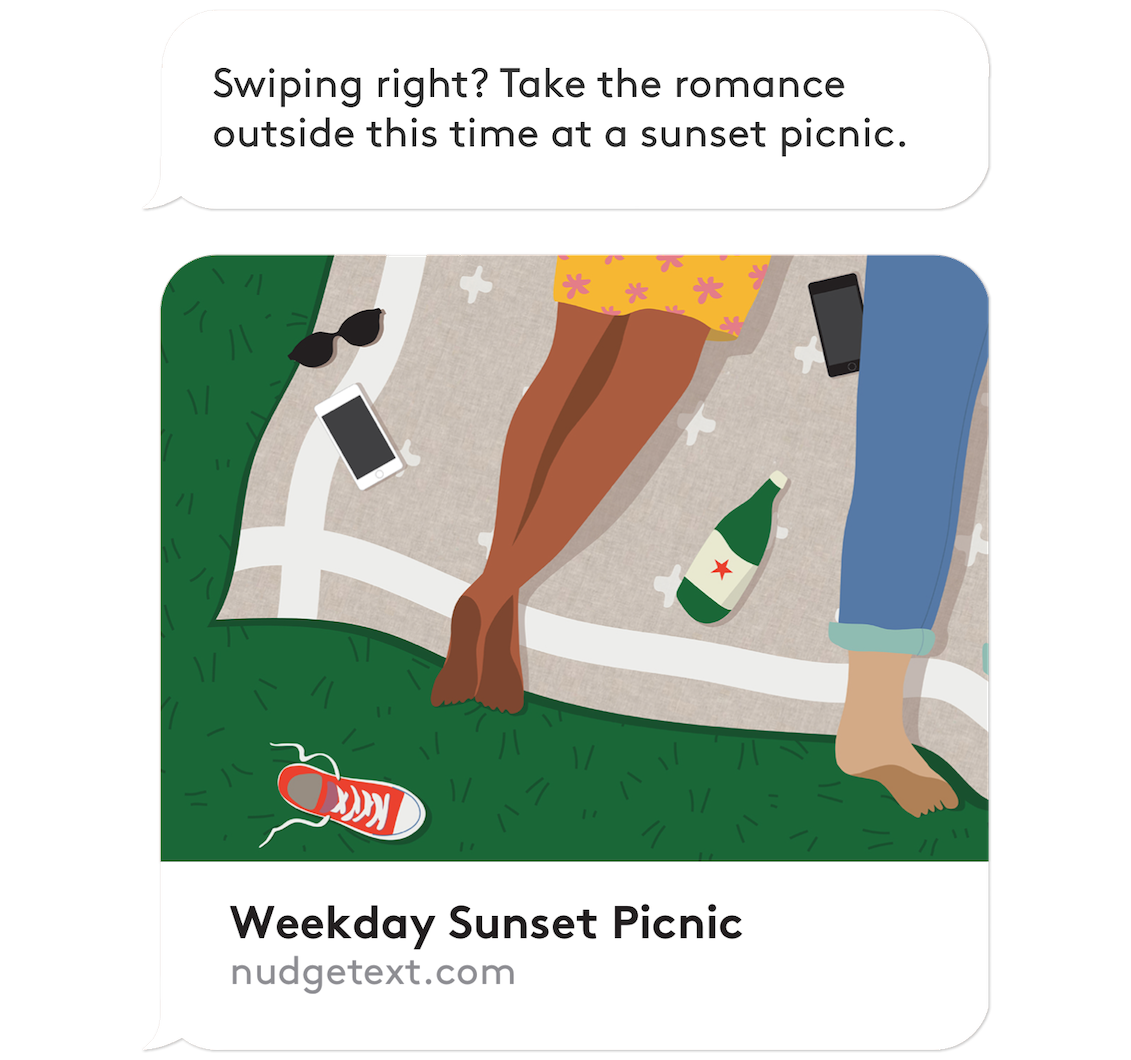 Swiping right? Take the romance
outside this time at a sunset picnic.
Weekday Sunset Picnic
nudgetext.com